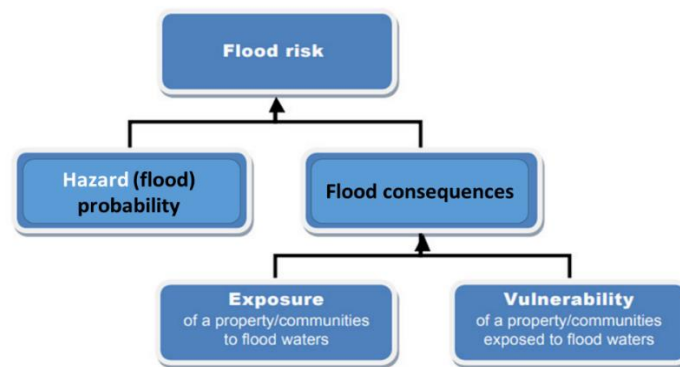 Flood risk
Hazard (flood)
probability
Flood consequences
Exposure
of a property/communities
to flood waters
Vulnerability
of a property/communities
exposed to flood waters